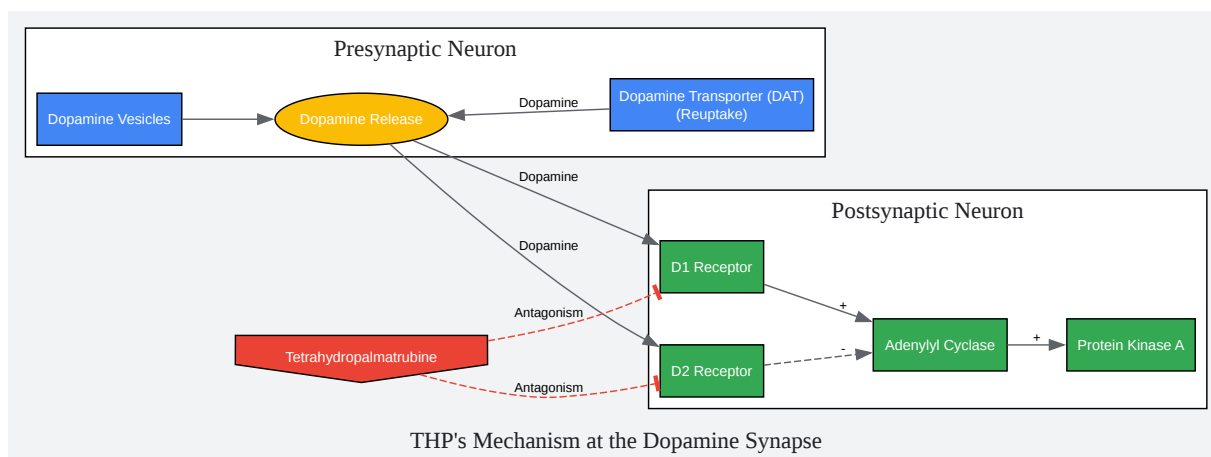 Presynaptic Neuron
Dopamine Vesicles
Dopamine Release
Dopamine
Dopamine Transporter (DAT)
(Reuptake)
Dopamine
Dopamine
Postsynaptic Neuron
D1 Receptor
+
Antagonism
Tetrahydropalmatrubine
D2 Receptor
-
Adenylyl Cyclase
+
Protein Kinase A
Antagonism
THP's Mechanism at the Dopamine Synapse